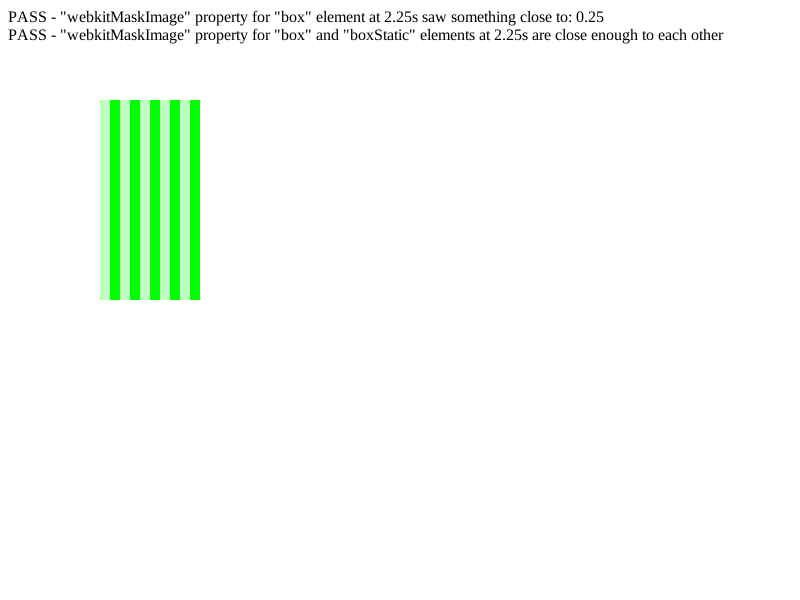 PASS - "webkitMaskImage" property for "box" element at 2.25s saw something close to: 0.25
PASS - "webkitMaskImage" property for "box" and "boxStatic" elements at 2.25s are close enough to each other